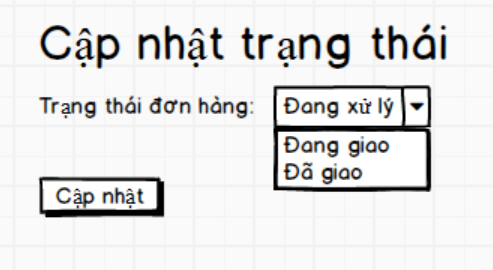 Cập nhật trạng thái
Trạng thái đơn hàng: Đang xử lý
Đang giao
Đã giao
Cập nhật